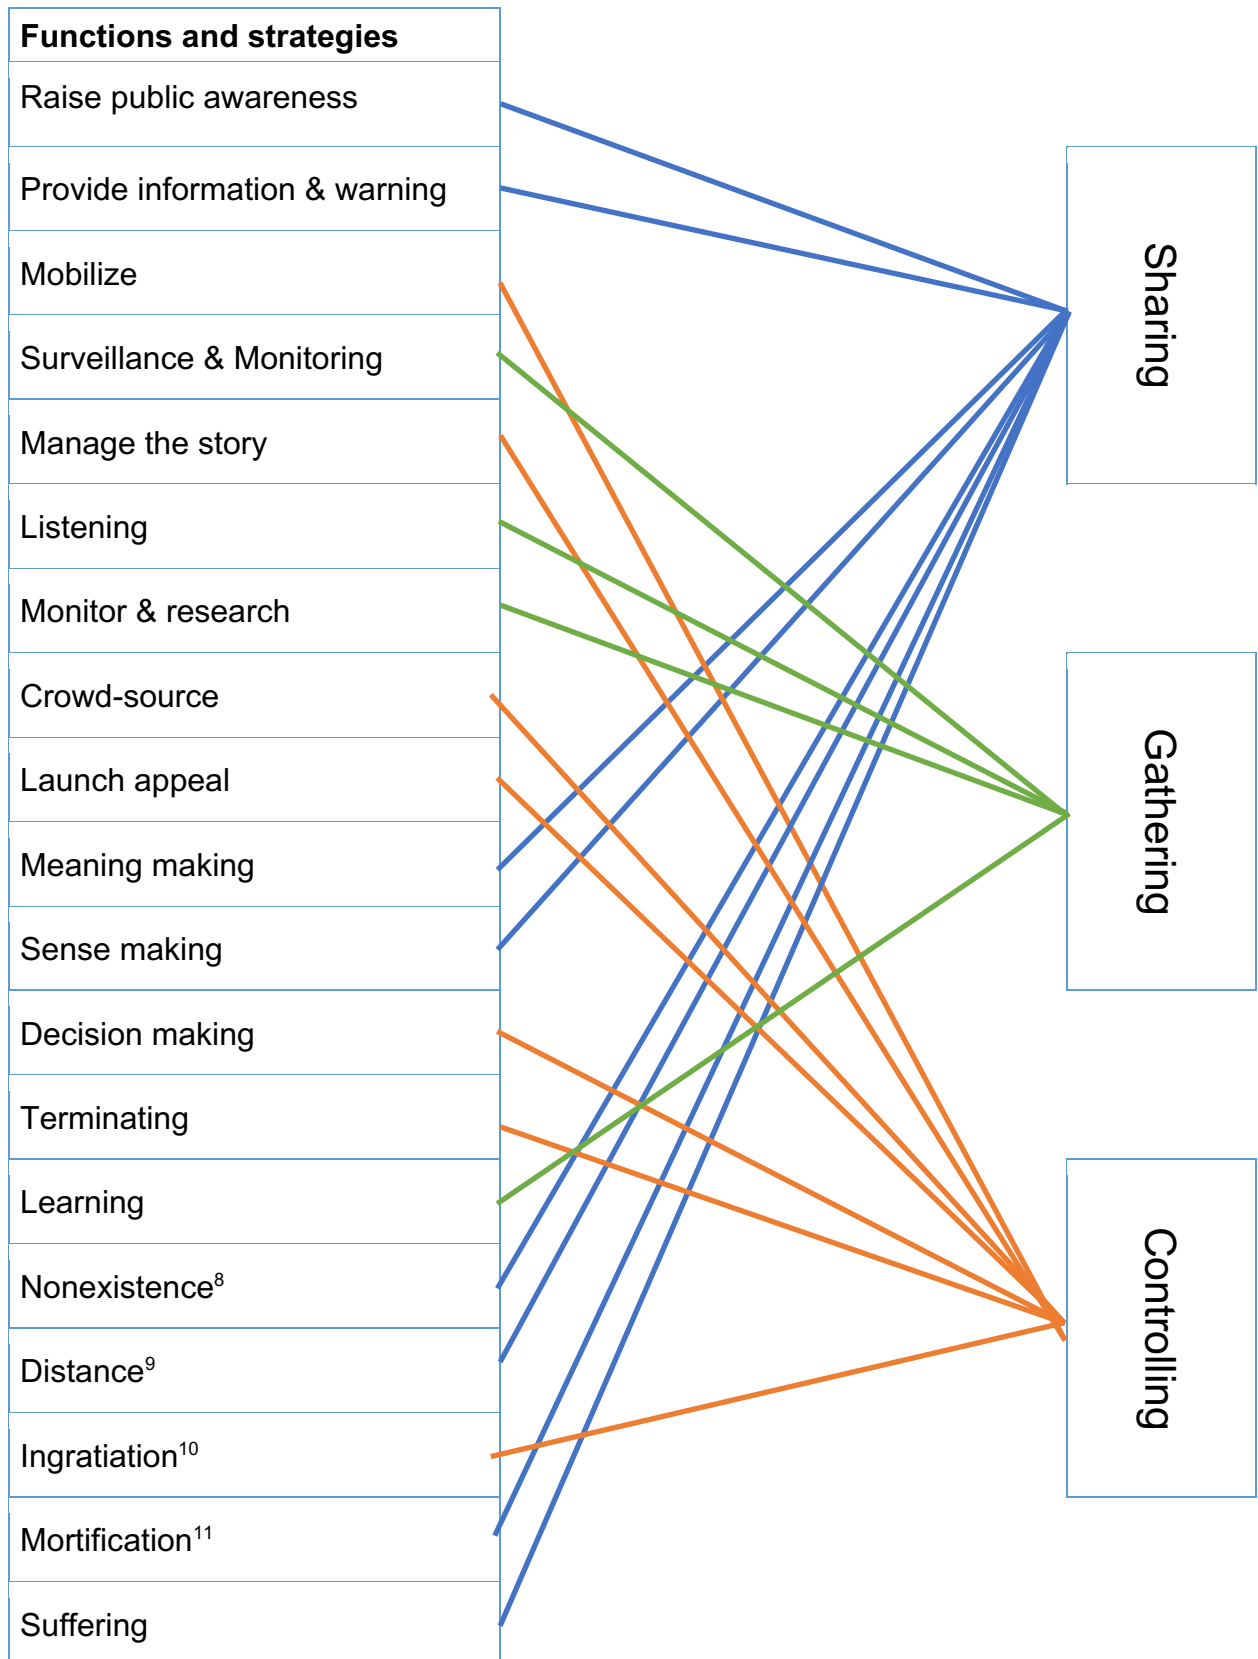 Functions and strategies
Raise public awareness
Provide information & warning
Mobilize
Surveillance & Monitoring
Manage the story
Listening
Monitor & research
Crowd-source
Launch appeal
Meaning making
Sense making
Decision making
Terminating
Learning
Nonexistence⁸
Distance⁹
Ingratiation¹⁰
Mortification¹¹
Suffering
Sharing
Gathering
Controlling